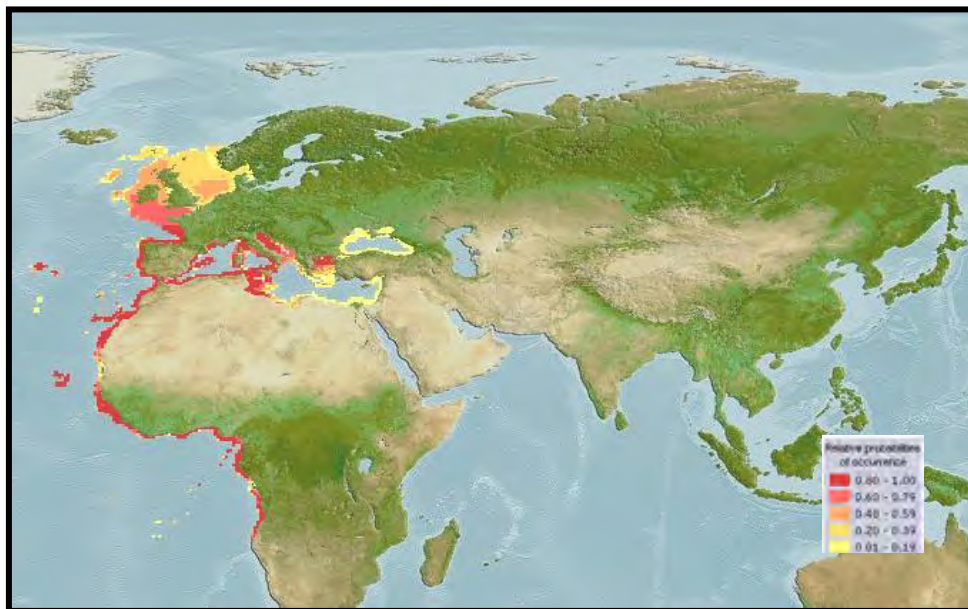 Relative probabilities
of occurrence
0.80 - 1.00
0.60 - 0.79
0.40 - 0.59
0.20 - 0.39
0.01 - 0.19